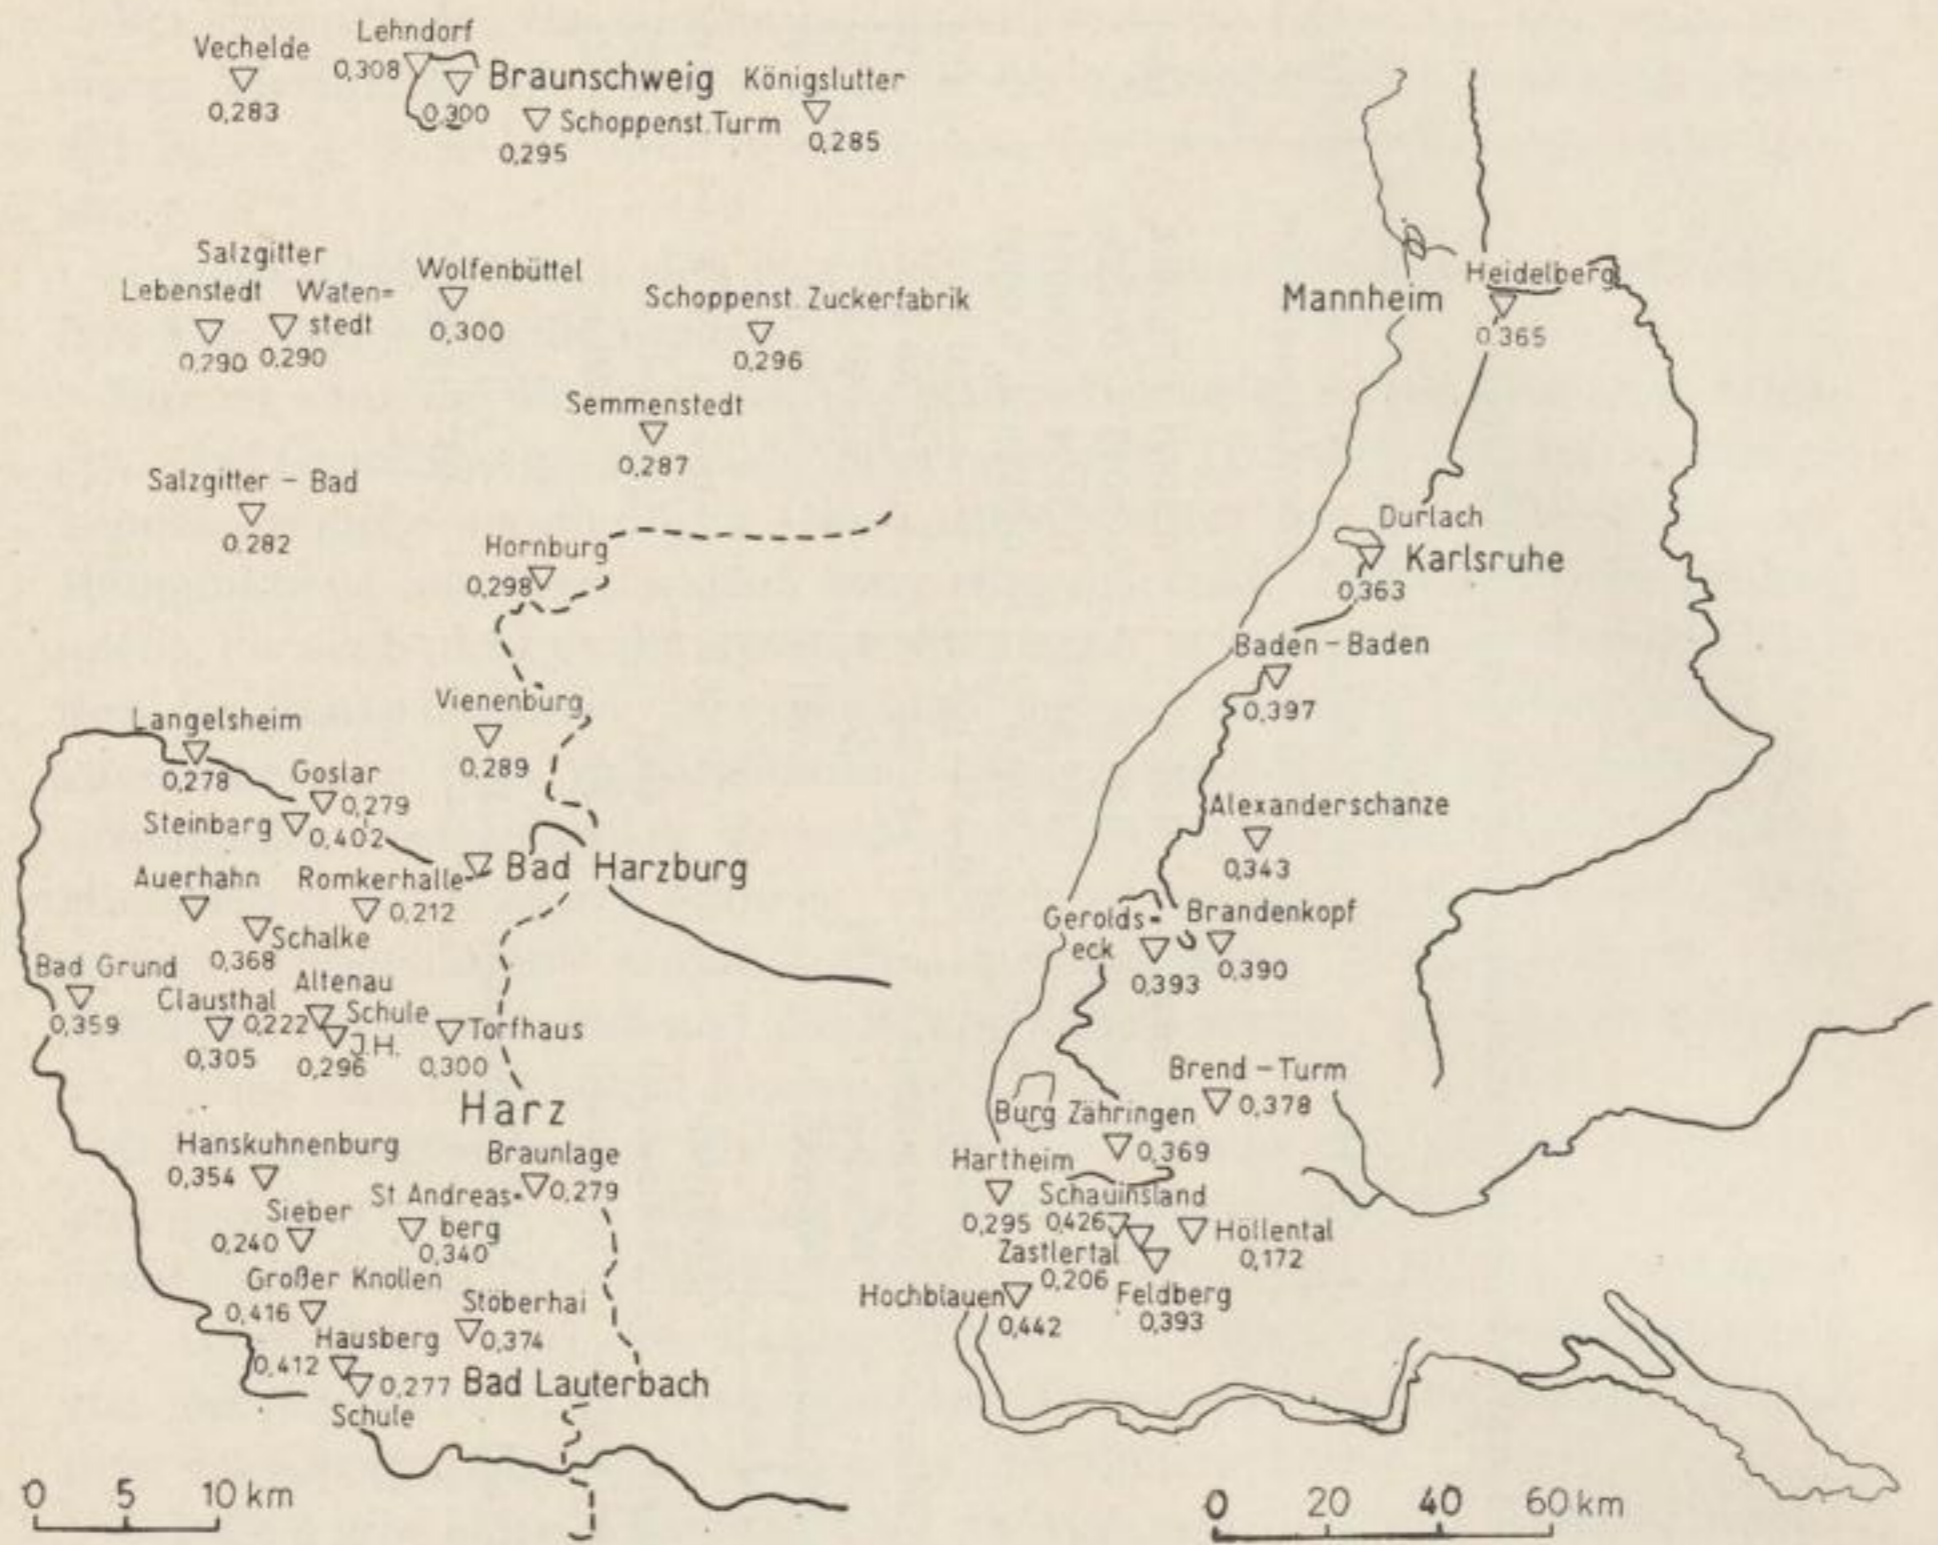 Vechelde
0,283
Lehndorf
0,308
Braunschweig
0,300
Schoppenst. Turm
0,295
Königslutter
0,285
Salzgitter
Lebenstedt
0,290
Waten=
stedt
0,290
Wolfenbüttel
0,300
Schoppenst. Zuckerfabrik
0,296
Semmenstedt
0,287
Salzgitter - Bad
0.282
Hornburg
0,298
Vienenburg
0,289
Langelsheim
0,278
Goslar
0,279
Steinbarg
0,402
Bad Harzburg
Auerhahn
Romkerhalle
0,212
Schalke
0,368
Bad Grund
0,359
Clausthal
0,305
Altenau
0,222
Schule
J.H.
0,296
Torfhaus
0,300
Harz
Hanskuhnenburg
0,354
Braunlage
0,279
Sieber
0,240
St Andreas-
berg
0,340
Großer Knollen
0,416
Stöberhai
0,374
Hausberg
0,412
0,277
Bad Lauterbach
Schule
0 5 10 km
Mannheim
Heidelberg
0.365
Durlach
Karlsruhe
0,363
Baden - Baden
0,397
Alexanderschanze
0,343
Gerolds=
eck
0,393
Brandenkopf
0,390
Brend - Turm
0,378
Burg Zähringen
0,369
Hartheim
0,295
Schauinsland
0,426
Höllental
0,172
Zastlertal
0,206
Feldberg
0,393
Hochblauen
0,442
0 20 40 60 km